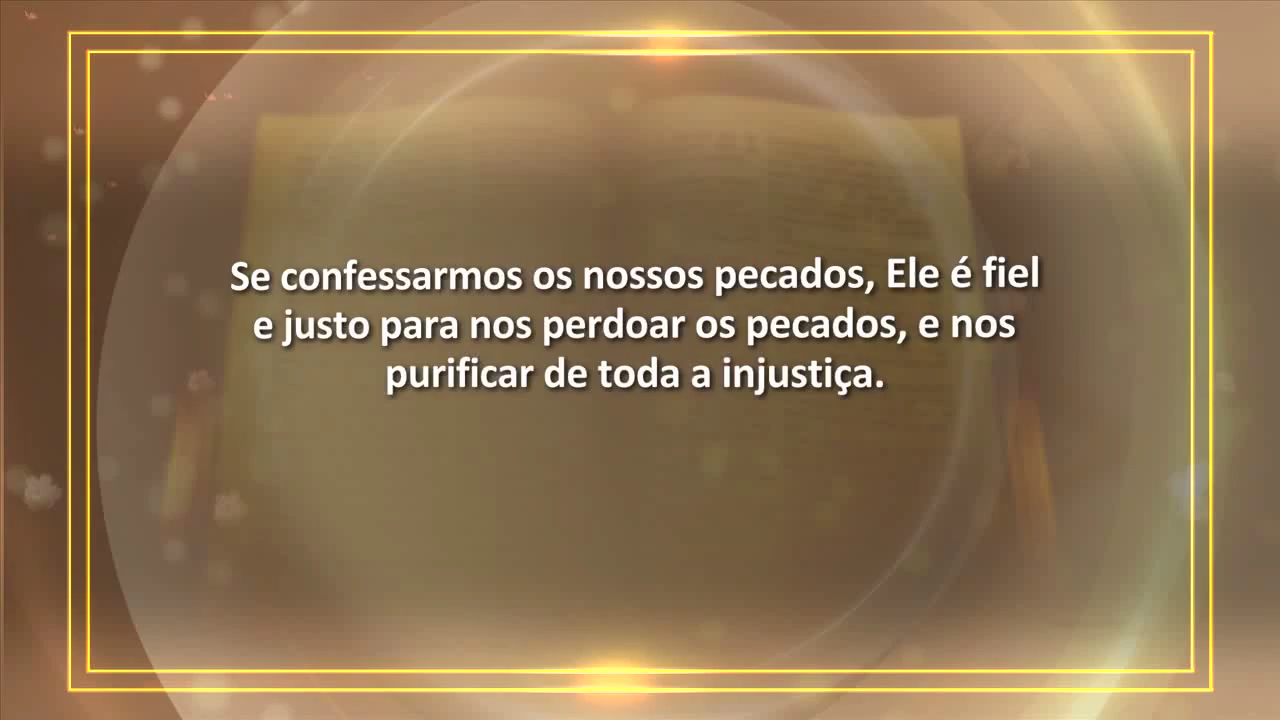 Se confessarmos os nossos pecados, Ele é fiel
e justo para nos perdoar os pecados, e nos
purificar de toda a injustiça.